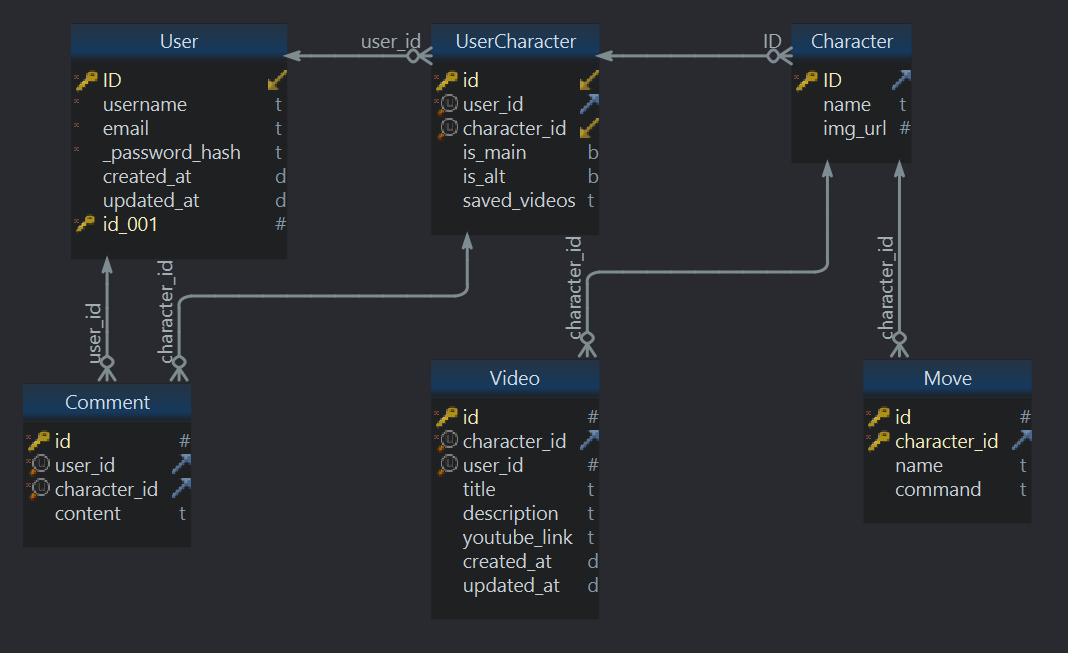 user_id
ID
User
ID
username t
email t
_password_hash t
created_at d
updated_at d
id_001 #
UserCharacter
id
user_id
character_id
is_main b
is_alt b
saved_videos t
Character
ID
name t
img_url #
user_id
character_id
character_id
character_id
Comment
id #
user_id
character_id
content t
Video
id #
character_id
user_id #
title t
description t
youtube_link t
created_at d
updated_at d
Move
id #
character_id
name t
command t